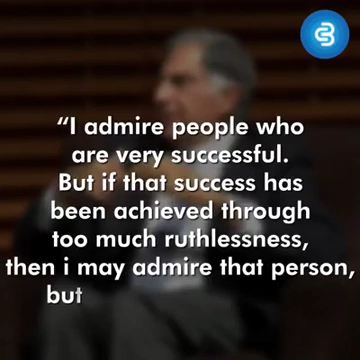 “I admire people who
are very successful.
But if that success has
been achieved through
too much ruthlessness,
then i may admire that person,
but